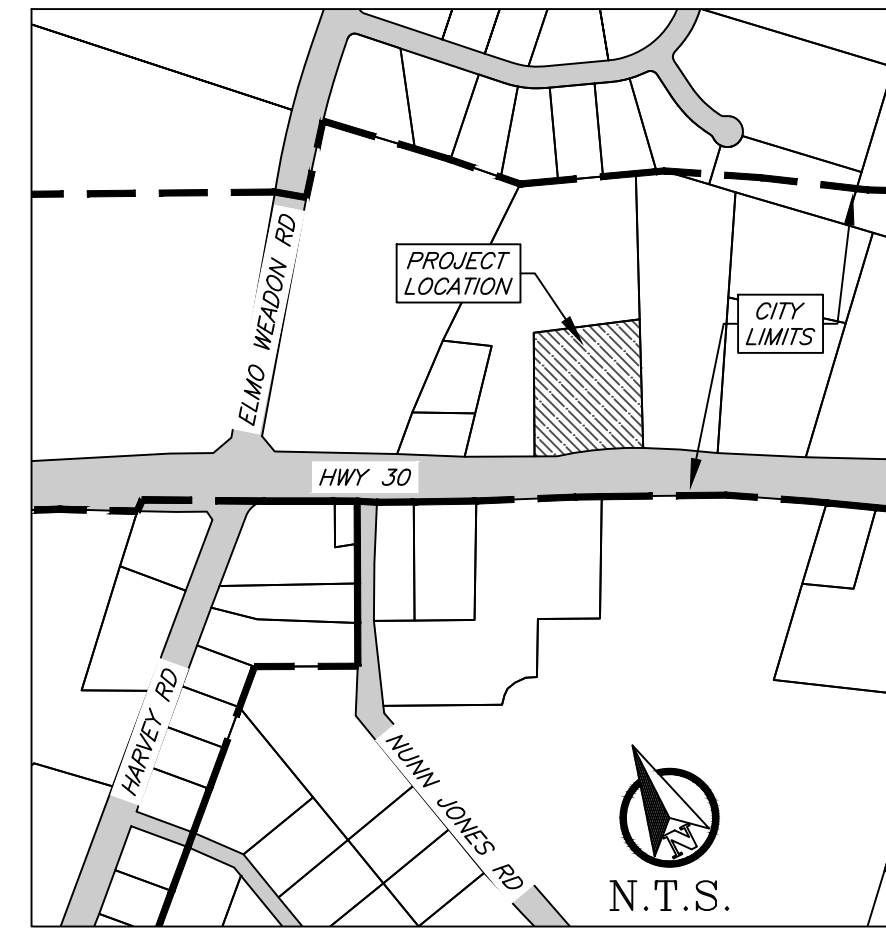 ELMO WEADON RD
PROJECT
LOCATION
CITY
LIMITS
HWY 30
HARVEY RD
NUNN JONES RD
N
N.T.S.